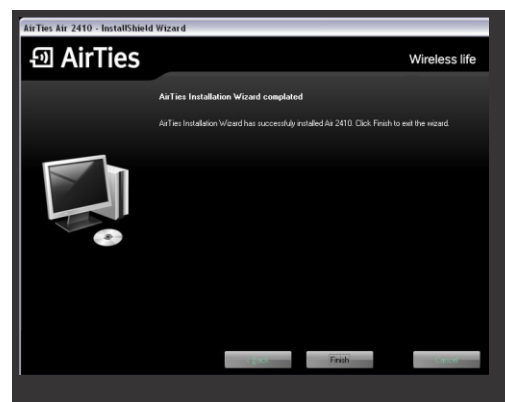 AirTies Air 2410 - InstallShield Wizard
AirTies
Wireless life
AirTies Installation Wizard complated
AirTies Installation Wizard has successfuly installed Air 2410. Click Finish to exit the wizard.
Finish